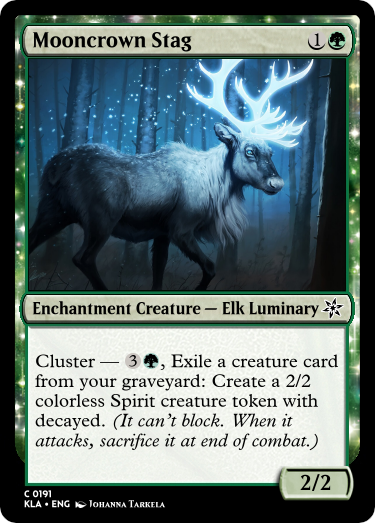 Mooncrown Stag 1
Enchantment Creature — Elk Luminary
Cluster — 3, Exile a creature card
from your graveyard: Create a 2/2
colorless Spirit creature token with
decayed. (It can't block. When it
attacks, sacrifice it at end of combat.)
2/2
C 0191
KLA • ENG Johanna Tarkela